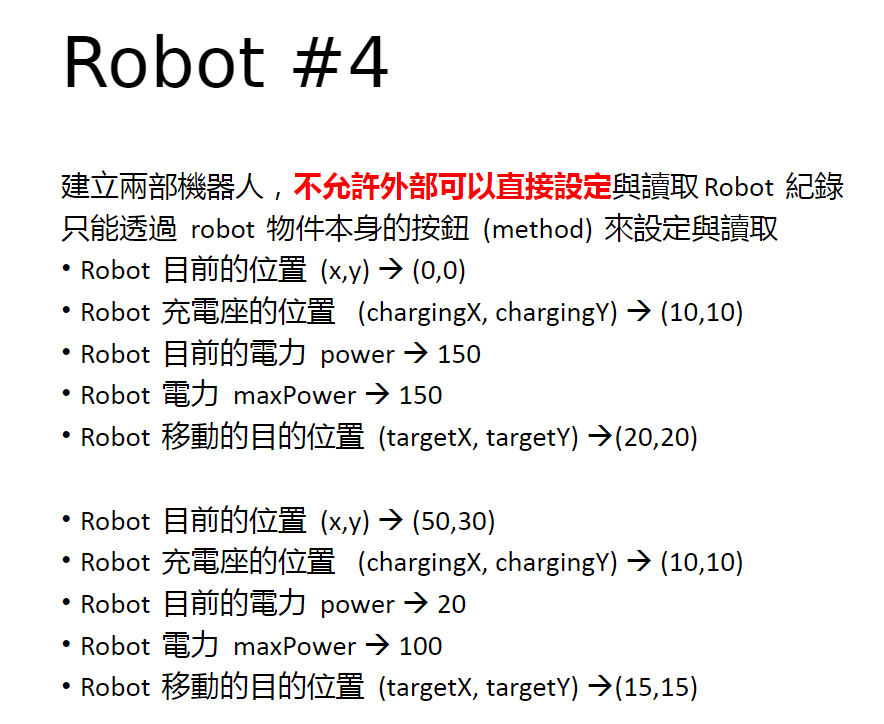 Robot #4
建立兩部機器人，不允許外部可以直接設定與讀取 Robot 紀錄
只能透過 robot 物件本身的按鈕 (method) 來設定與讀取
• Robot 目前的位置 (x,y) → (0,0)
• Robot 充電座的位置 (chargingX, chargingY) → (10,10)
• Robot 目前的電力 power → 150
• Robot 電力 maxPower → 150
• Robot 移動的目的位置 (targetX, targetY) →(20,20)
• Robot 目前的位置 (x,y) → (50,30)
• Robot 充電座的位置 (chargingX, chargingY) → (10,10)
• Robot 目前的電力 power → 20
• Robot 電力 maxPower → 100
• Robot 移動的目的位置 (targetX, targetY) →(15,15)